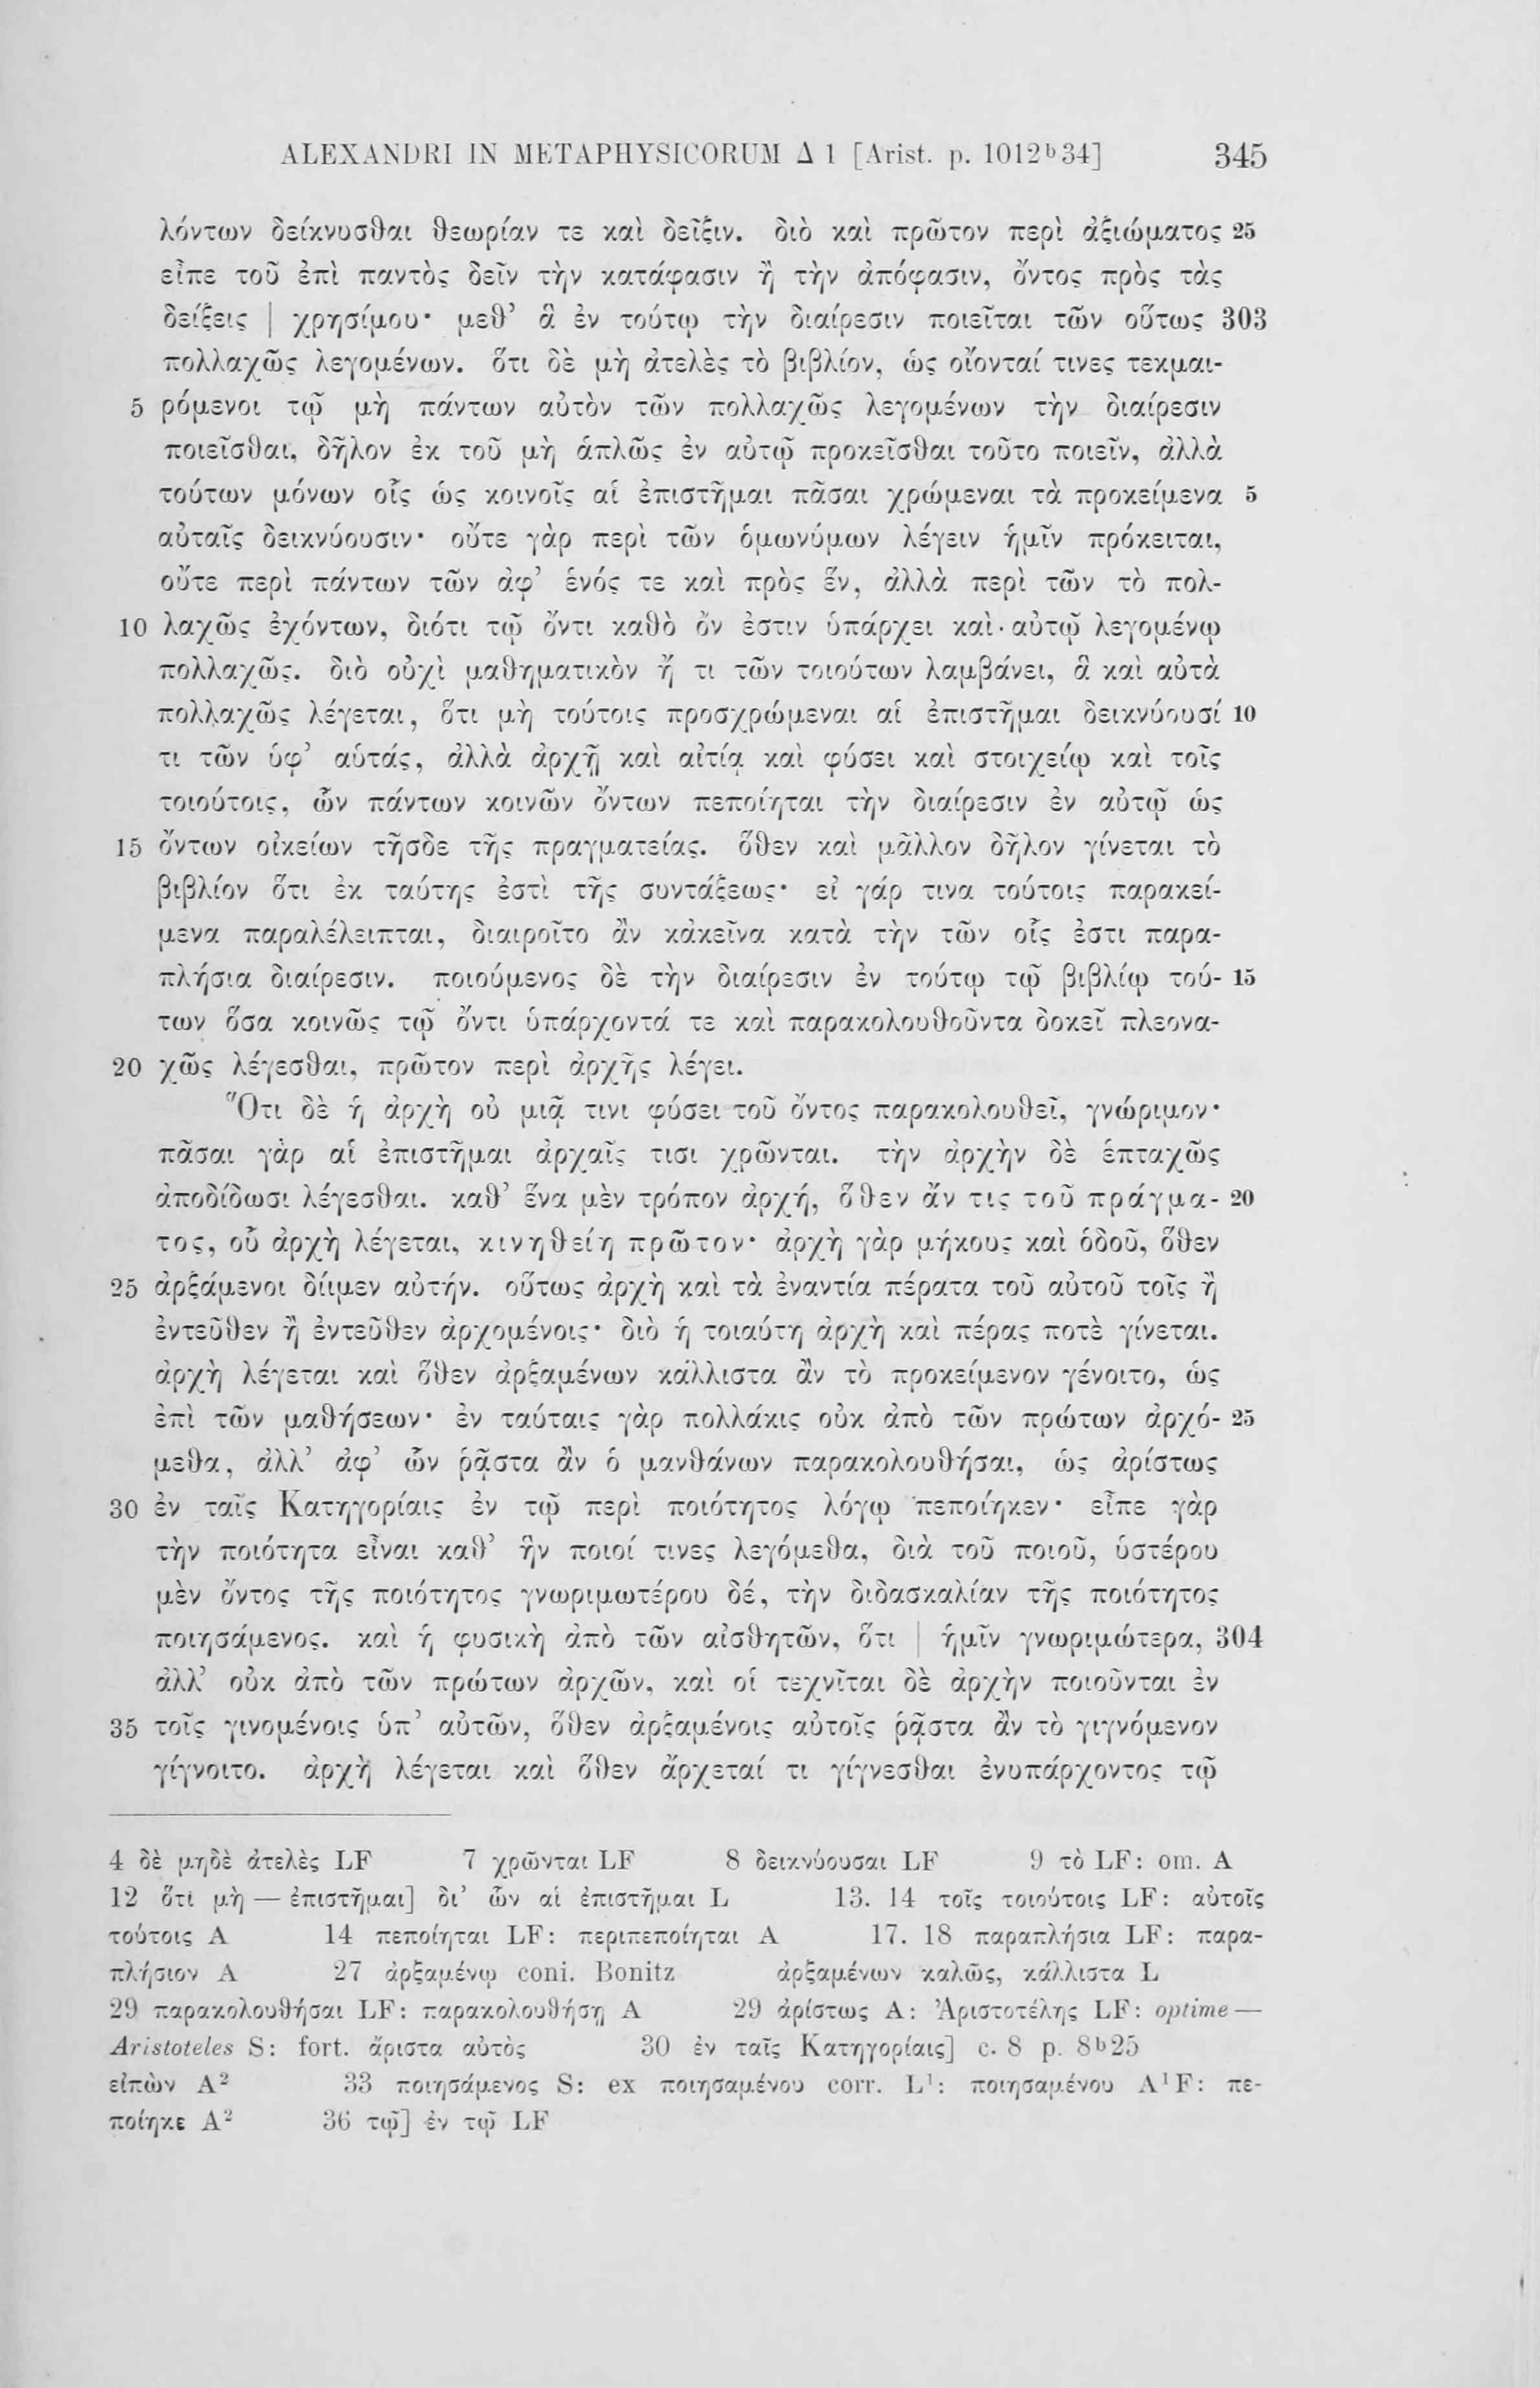 ALEXANDRI IN METAPHYSICORUM Δ 1 [Arist. p. 1012ᵇ34] 345
λόντων δείκνυσθαι θεωρίαν τε καὶ δεῖξιν. διὸ καὶ πρῶτον περὶ ἀξιώματος 25
εἶπε τοῦ ἐπὶ παντὸς δεῖν τὴν κατάφασιν ἢ τὴν ἀπόφασιν, ὄντος πρὸς τὰς
δείξεις | χρησίμου· μεθ’ ἃ ἐν τούτῳ τὴν διαίρεσιν ποιεῖται τῶν οὕτως 303
πολλαχῶς λεγομένων. ὅτι δὲ μὴ ἀτελὲς τὸ βιβλίον, ὡς οἴονταί τινες τεκμαι-
5 ρόμενοι τῷ μὴ πάντων αὐτὸν τῶν πολλαχῶς λεγομένων τὴν διαίρεσιν
ποιεῖσθαι, δῆλον ἐκ τοῦ μὴ ἁπλῶς ἐν αὐτῷ προκεῖσθαι τοῦτο ποιεῖν, ἀλλὰ
τούτων μόνων οἷς ὡς κοινοῖς αἱ ἐπιστῆμαι πᾶσαι χρώμεναι τὰ προκείμενα 5
αὐταῖς δεικνύουσιν· οὔτε γὰρ περὶ τῶν ὁμωνύμων λέγειν ἡμῖν πρόκειται,
οὔτε περὶ πάντων τῶν ἀφ’ ἑνός τε καὶ πρὸς ἕν, ἀλλὰ περὶ τῶν τὸ πολ-
10 λαχῶς ἐχόντων, διότι τῷ ὄντι καθὸ ὄν ἐστιν ὑπάρχει καὶ αὐτῷ λεγομένῳ
πολλαχῶς. διὸ οὐχὶ μαθηματικὸν ἤ τι τῶν τοιούτων λαμβάνει, ἃ καὶ αὐτὰ
πολλαχῶς λέγεται, ὅτι μὴ τούτοις προσχρώμεναι αἱ ἐπιστῆμαι δεικνύουσί 10
τι τῶν ὑφ’ αὑτάς, ἀλλὰ ἀρχῇ καὶ αἰτίᾳ καὶ φύσει καὶ στοιχείῳ καὶ τοῖς
τοιούτοις, ὧν πάντων κοινῶν ὄντων πεποίηται τὴν διαίρεσιν ἐν αὐτῷ ὡς
15 ὄντων οἰκείων τῆσδε τῆς πραγματείας. ὅθεν καὶ μᾶλλον δῆλον γίνεται τὸ
βιβλίον ὅτι ἐκ ταύτης ἐστὶ τῆς συντάξεως· εἰ γάρ τινα τούτοις παρακεί-
μενα παραλέλειπται, διαιροῖτο ἂν κἀκεῖνα κατὰ τὴν τῶν οἷς ἐστι παρα-
πλήσια διαίρεσιν. ποιούμενος δὲ τὴν διαίρεσιν ἐν τούτῳ τῷ βιβλίῳ τού- 15
των ὅσα κοινῶς τῷ ὄντι ὑπάρχοντά τε καὶ παρακολουθοῦντα δοκεῖ πλεονα-
20 χῶς λέγεσθαι, πρῶτον περὶ ἀρχῆς λέγει.
Ὅτι δὲ ἡ ἀρχὴ οὐ μιᾷ τινι φύσει τοῦ ὄντος παρακολουθεῖ, γνώριμον·
πᾶσαι γὰρ αἱ ἐπιστῆμαι ἀρχαῖς τισι χρῶνται. τὴν ἀρχὴν δὲ ἑπταχῶς
ἀποδίδωσι λέγεσθαι. καθ’ ἕνα μὲν τρόπον ἀρχή, ὅθεν ἄν τις τοῦ πράγμα- 20
τος, οὗ ἀρχὴ λέγεται, κινηθείη πρῶτον· ἀρχὴ γὰρ μήκους καὶ ὁδοῦ, ὅθεν
25 ἀρξάμενοι δίιμεν αὐτήν. οὕτως ἀρχὴ καὶ τὰ ἐναντία πέρατα τοῦ αὐτοῦ τοῖς ἢ
ἐντεῦθεν ἢ ἐντεῦθεν ἀρχομένοις· διὸ ἡ τοιαύτη ἀρχὴ καὶ πέρας ποτὲ γίνεται.
ἀρχὴ λέγεται καὶ ὅθεν ἀρξαμένων κάλλιστα ἂν τὸ προκείμενον γένοιτο, ὡς
ἐπὶ τῶν μαθήσεων· ἐν ταύταις γὰρ πολλάκις οὐκ ἀπὸ τῶν πρώτων ἀρχό- 25
μεθα, ἀλλ’ ἀφ’ ὧν ῥᾷστα ἂν ὁ μανθάνων παρακολουθήσαι, ὡς ἀρίστως
30 ἐν ταῖς Κατηγορίαις ἐν τῷ περὶ ποιότητος λόγῳ πεποίηκεν· εἶπε γὰρ
τὴν ποιότητα εἶναι καθ’ ἣν ποιοί τινες λεγόμεθα, διὰ τοῦ ποιοῦ, ὑστέρου
μὲν ὄντος τῆς ποιότητος γνωριμωτέρου δέ, τὴν διδασκαλίαν τῆς ποιότητος
ποιησάμενος. καὶ ἡ φυσικὴ ἀπὸ τῶν αἰσθητῶν, ὅτι | ἡμῖν γνωριμώτερα, 304
ἀλλ’ οὐκ ἀπὸ τῶν πρώτων ἀρχῶν, καὶ οἱ τεχνῖται δὲ ἀρχὴν ποιοῦνται ἐν
35 τοῖς γινομένοις ὑπ’ αὐτῶν, ὅθεν ἀρξαμένοις αὐτοῖς ῥᾷστα ἂν τὸ γιγνόμενον
γίγνοιτο. ἀρχὴ λέγεται καὶ ὅθεν ἄρχεταί τι γίγνεσθαι ἐνυπάρχοντος τῷ
4 δὲ μηδὲ ἀτελὲς LF 7 χρῶνται LF 8 δεικνύουσαι LF 9 τὸ LF: om. A
12 ὅτι μὴ — ἐπιστῆμαι] δι’ ὧν αἱ ἐπιστῆμαι L 13. 14 τοῖς τοιούτοις LF: αὐτοῖς
τούτοις A 14 πεποίηται LF: περιπεποίηται A 17. 18 παραπλήσια LF: παρα-
πλήσιον A 27 ἀρξαμένῳ coni. Bonitz ἀρξαμένων καλῶς, κάλλιστα L
29 παρακολουθήσαι LF: παρακολουθήσῃ A 29 ἀρίστως A: Ἀριστοτέλης LF: optime —
Aristoteles S: fort. ἄριστα αὐτὸς 30 ἐν ταῖς Κατηγορίαις] c. 8 p. 8ᵇ25
εἰπὼν A² 33 ποιησάμενος S: ex ποιησαμένου corr. L¹: ποιησαμένου A¹F: πε-
ποίηκε A² 36 τῷ] ἐν τῷ LF